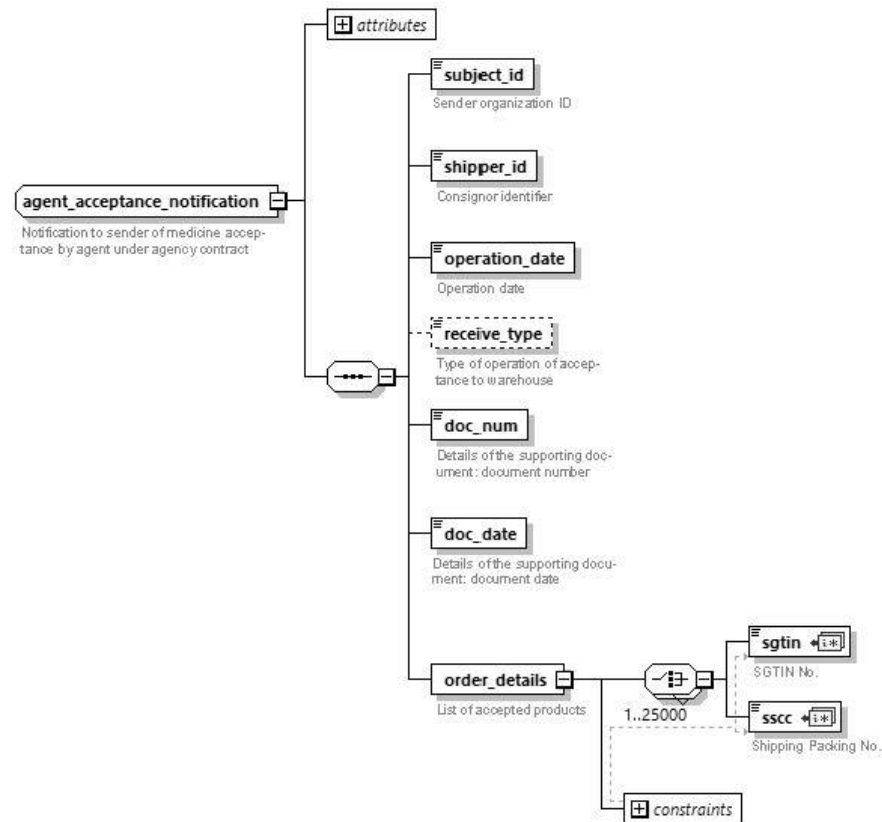 attributes
subject_id
Sender organization ID
shipper_id
Consignor identifier
agent_acceptance_notification
Notification to sender of medicine accep-
tance by agent under agency contract
operation_date
Operation date
receive_type
Type of operation of accep-
tance to warehouse
doc_num
Details of the supporting doc-
ument: document number
doc_date
Details of the supporting docu-
ment: document date
order_details
List of accepted products
1..25000
sgtin
SGTIN No.
sscc
Shipping Packing No.
constraints